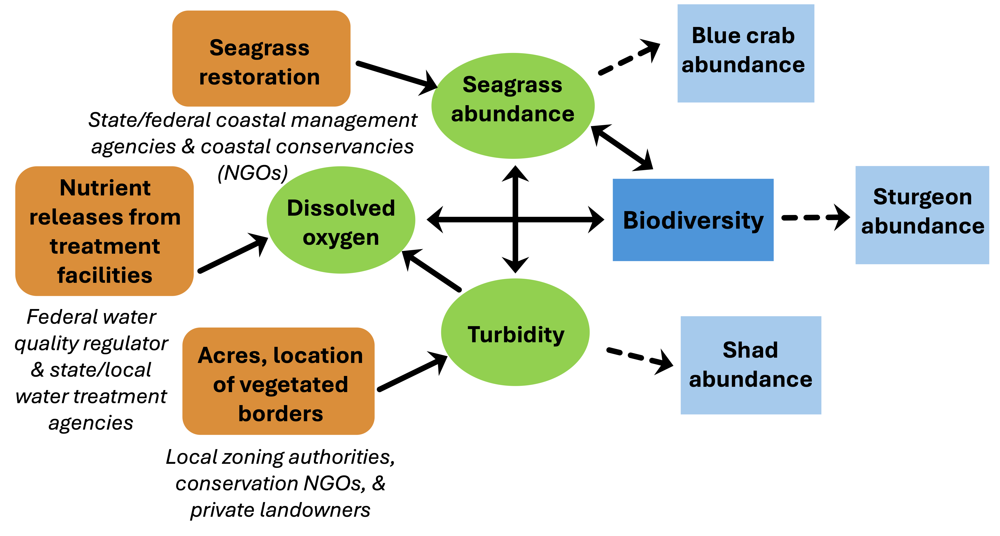 Seagrass
restoration
State/federal coastal management
agencies & coastal conservancies
(NGOs)
Nutrient
releases from
treatment
facilities
Federal water
quality regulator
& state/local
water treatment
agencies
Acres, location
of vegetated
borders
Local zoning authorities,
conservation NGOs, &
private landowners
Seagrass
abundance
Dissolved
oxygen
Turbidity
Biodiversity
Blue crab
abundance
Sturgeon
abundance
Shad
abundance